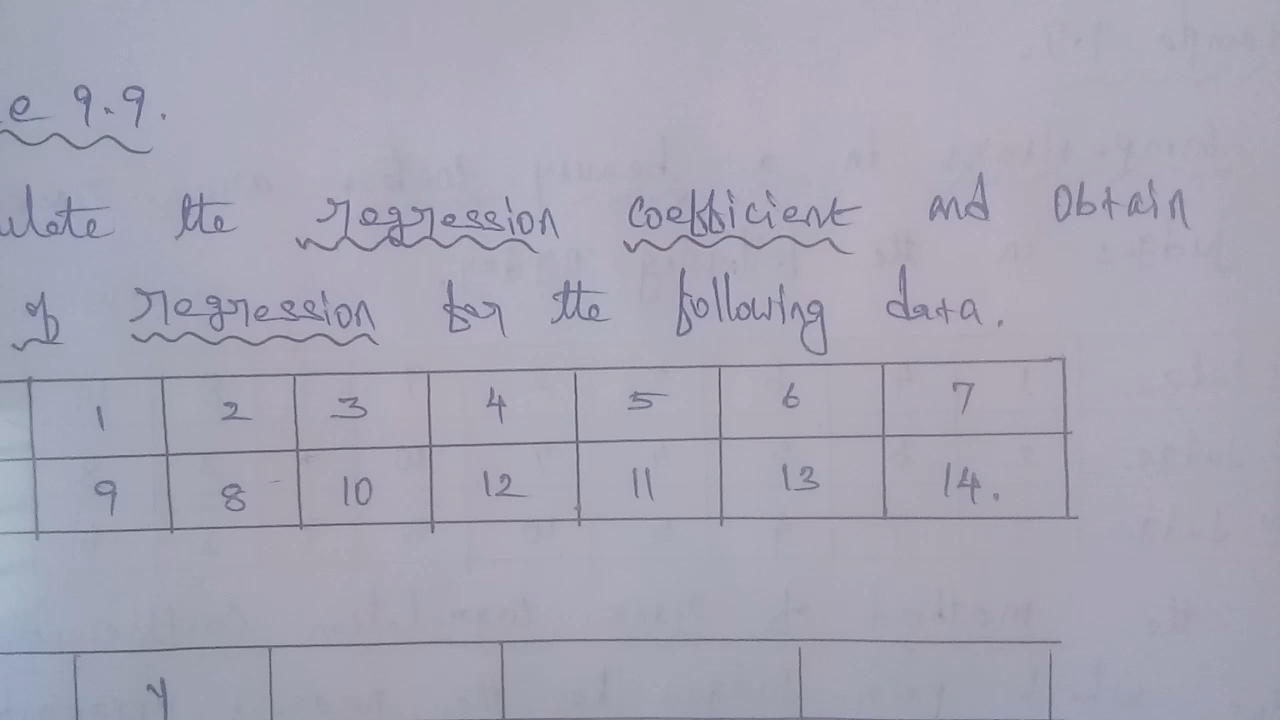 e 9.9.
ulate the regression coefficient and obtain
of regression for the following data.
1 2 3 4 5 6 7
9 8 10 12 11 13 14.
y